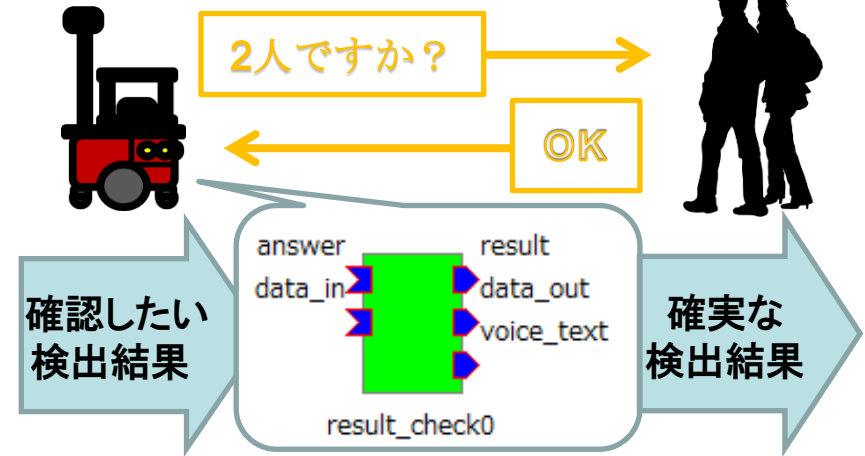 2人ですか？
OK
answer
data_in
result
data_out
voice_text
result_check0
確認したい
検出結果
確実な
検出結果